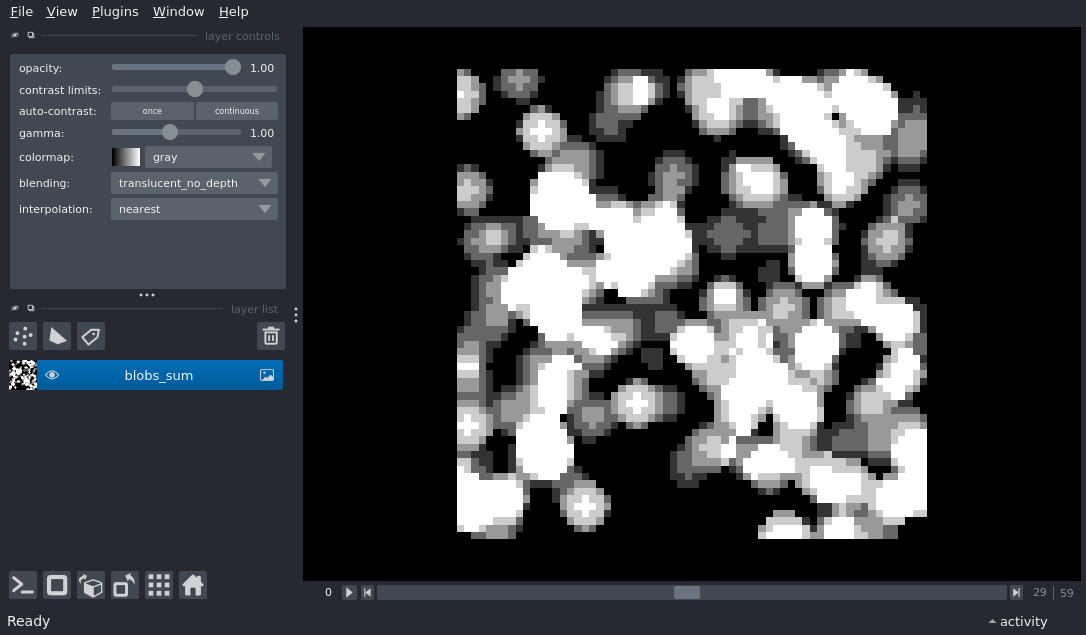 File View Plugins Window Help
layer controls
opacity: 1.00
contrast limits:
auto-contrast: once continuous
gamma: 1.00
colormap: gray
blending: translucent_no_depth
interpolation: nearest
layer list
blobs_sum
0 29 59
Ready activity